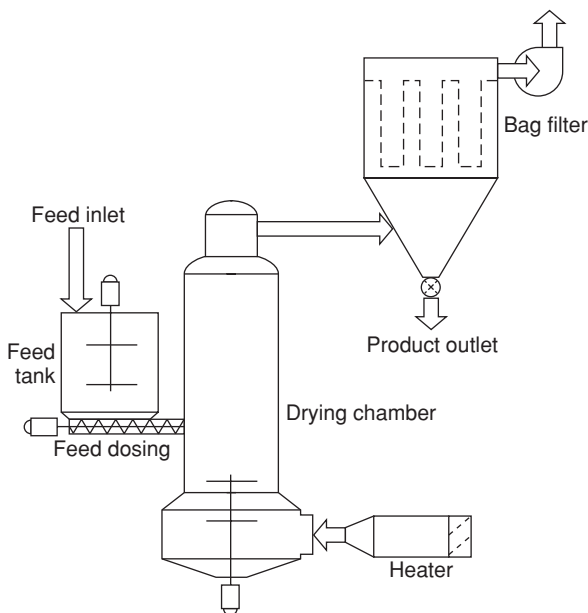 Bag filter
Feed inlet
Product outlet
Feed
tank
Drying chamber
Feed dosing
Heater